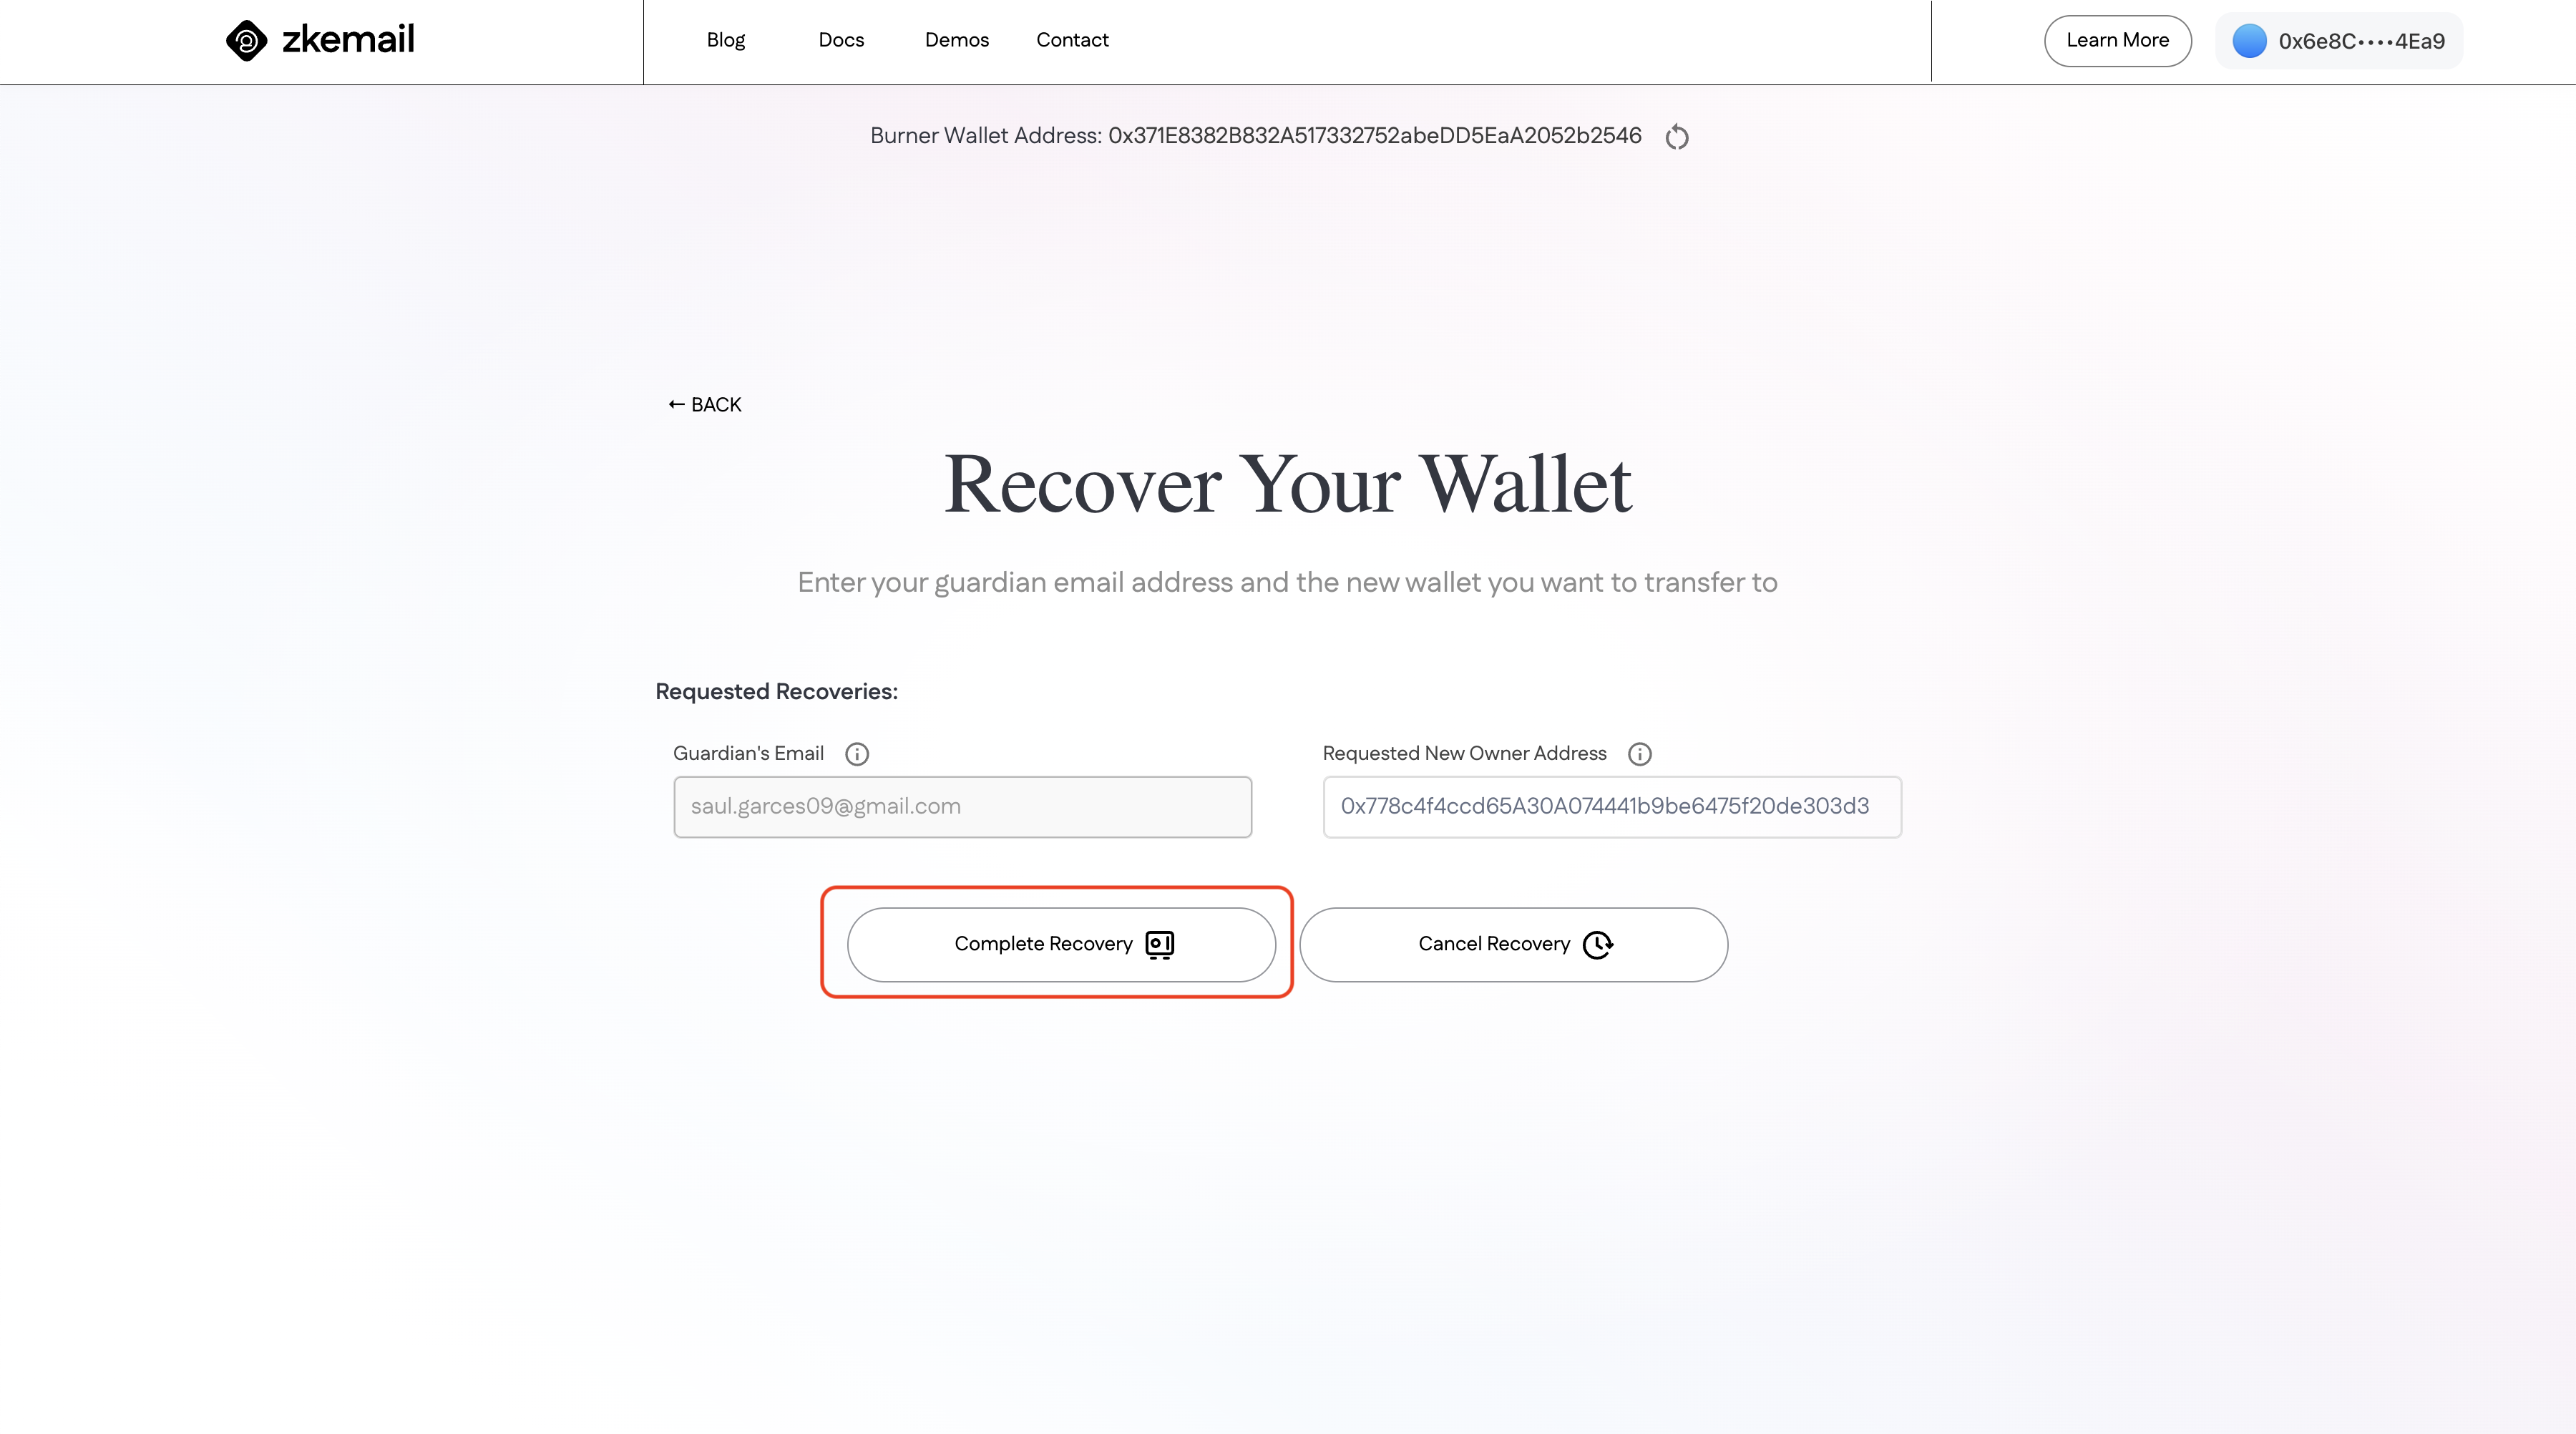 zkemail
Blog Docs Demos Contact
Learn More
0x6e8C••••4Ea9
Burner Wallet Address: 0x371E8382B832A517332752abeDD5EaA2052b2546
← BACK
Recover Your Wallet
Enter your guardian email address and the new wallet you want to transfer to
Requested Recoveries:
Guardian's Email
Requested New Owner Address
saul.garces09@gmail.com
0x778c4f4ccd65A30A074441b9be6475f20de303d3
Complete Recovery
Cancel Recovery